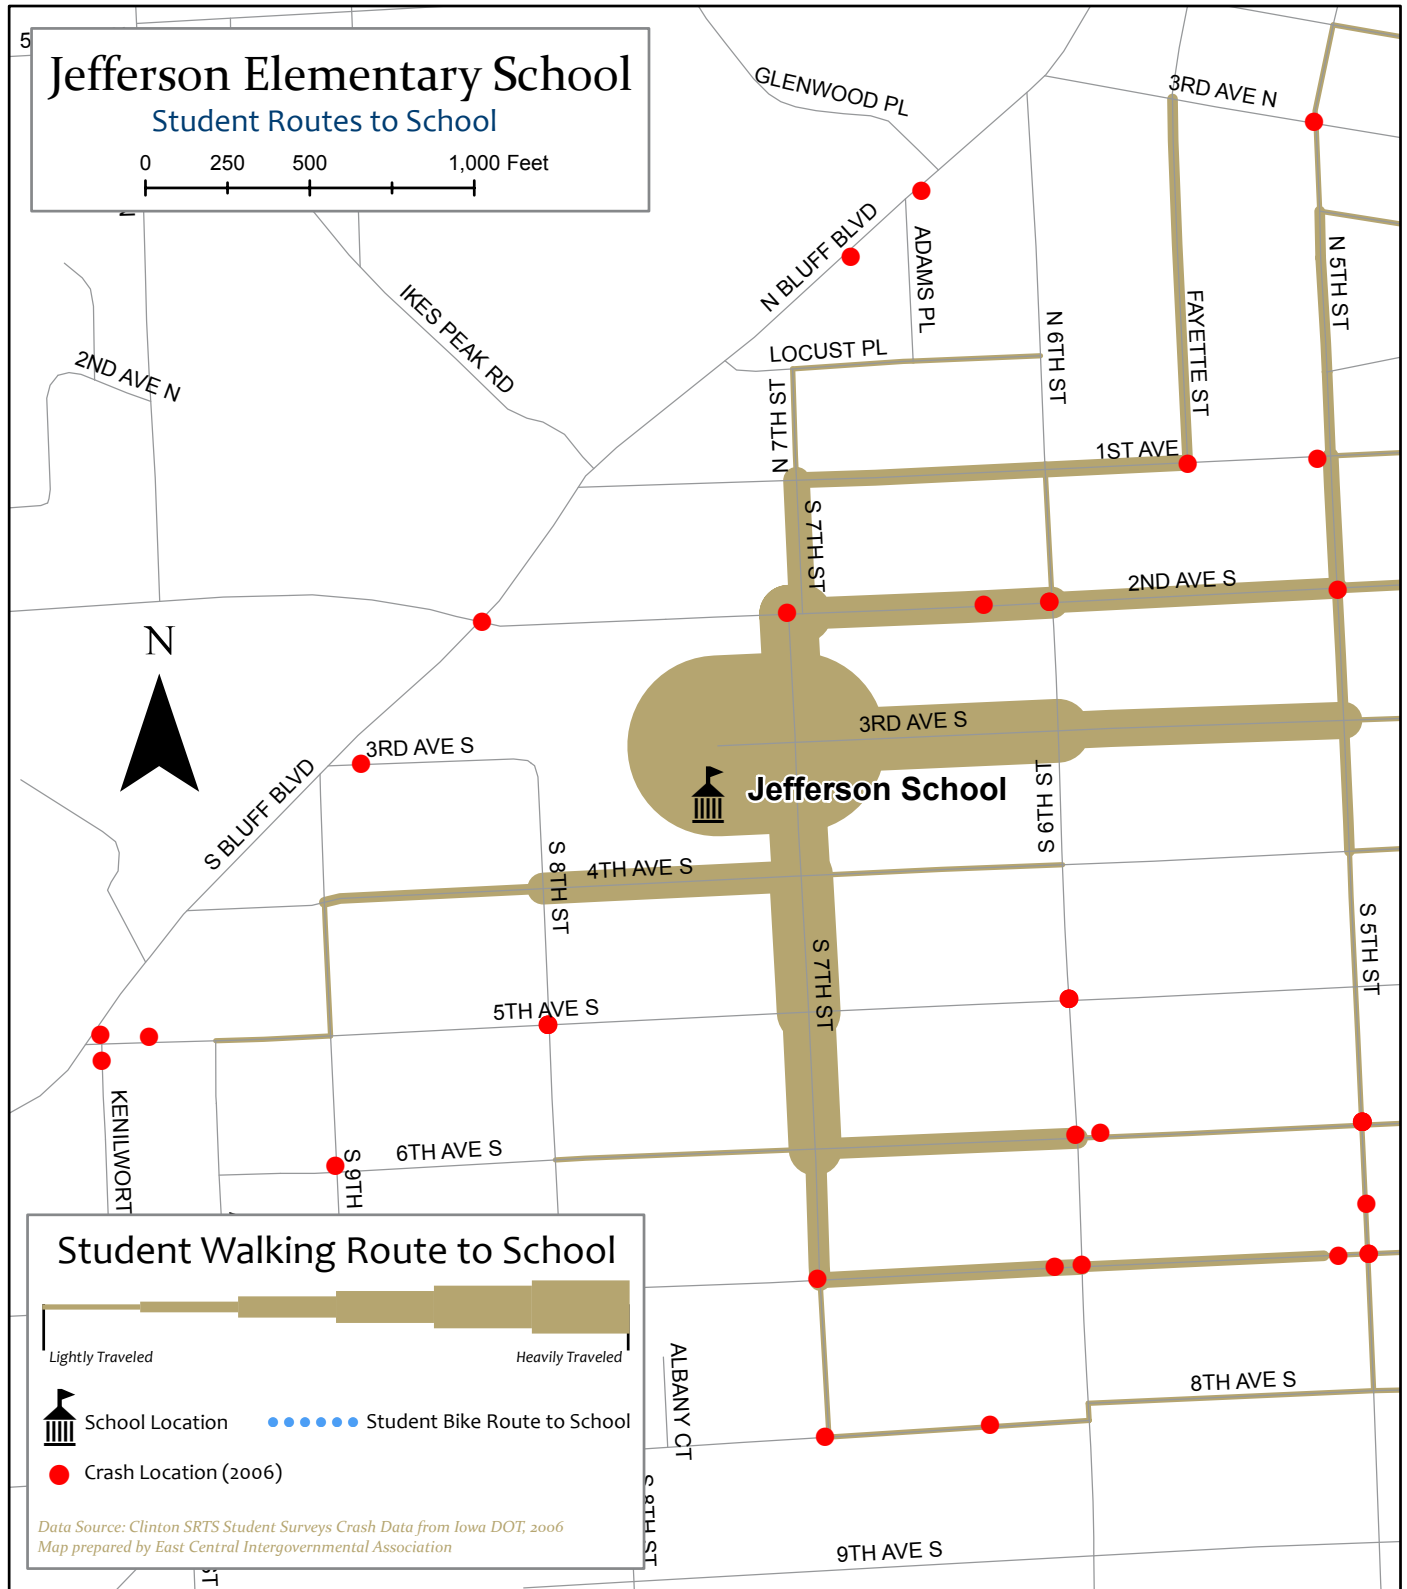 5
Jefferson Elementary School
Student Routes to School
0 250 500 1,000 Feet
N
GLENWOOD PL
3RD AVE N
N BLUFF BLVD
ADAMS PL
N 5TH ST
IKES PEAK RD
N 6TH ST
FAYETTE ST
2ND AVE N
LOCUST PL
N 7TH ST
1ST AVE
S 7TH ST
2ND AVE S
N
3RD AVE S
3RD AVE S
S BLUFF BLVD
Jefferson School
S 6TH ST
S 8TH ST
4TH AVE S
S 7TH ST
S 5TH ST
5TH AVE S
KENILWORT
6TH AVE S
S 9TH
Student Walking Route to School
Lightly Traveled
Heavily Traveled
School Location
Student Bike Route to School
Crash Location (2006)
Data Source: Clinton SRTS Student Surveys Crash Data from Iowa DOT, 2006
Map prepared by East Central Intergovernmental Association
ALBANY CT
8TH AVE S
S 8TH ST
9TH AVE S
ST